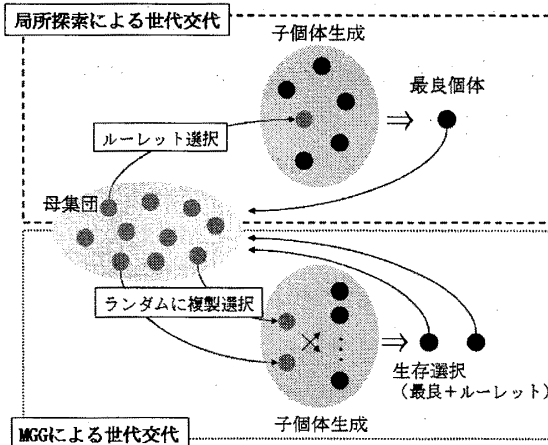 局所探索による世代交代
子個体生成
最良個体
ルーレット選択
母集団
ランダムに複製選択
生存選択
（最良＋ルーレット）
子個体生成
MGGによる世代交代